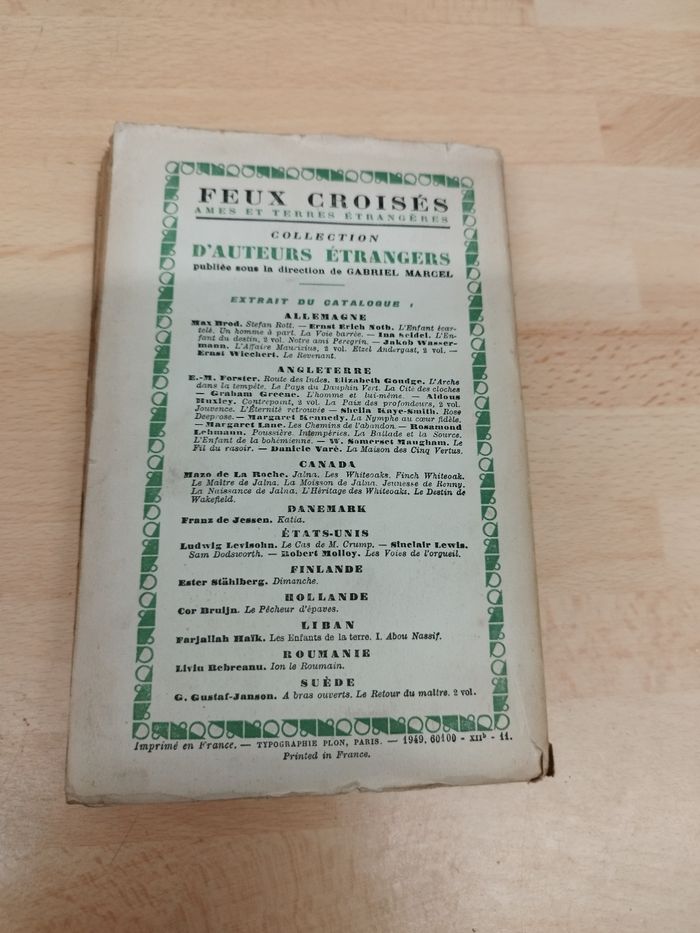 FEUX CROISÉS
AMES ET TERRES ÉTRANGÈRES
COLLECTION
D'AUTEURS ÉTRANGERS
publiée sous la direction de GABRIEL MARCEL
EXTRAIT DU CATALOGUE :
ALLEMAGNE
Max Brod. Stefan Rott. — Ernst Erich Noth. L'Enfant écar-
telé. Un homme à part. La Voie barrée. — Ina Seidel. L'En-
fant du destin, 2 vol. Notre ami Peregrin. — Jakob Wasser-
mann. L'Affaire Maurizius, 2 vol. Etzel Andergast, 2 vol. —
Ernst Wiechert. Le Revenant.
ANGLETERRE
E.-M. Forster. Route des Indes. Elizabeth Goudge. L'Arche
dans la tempête. Le Pays du Dauphin Vert. La Cité des cloches
— Graham Greene. L'homme et lui-même. — Aldous
Huxley. Contrepoint, 2 vol. La Paix des profondeurs, 2 vol.
Jouvence. L'Éternité retrouvée — Sheila Kaye-Smith. Rose
Deeprose. — Margaret Kennedy. La Nymphe au cœur fidèle.
— Margaret Lane. Les Chemins de l'abandon. — Rosamond
Lehmann. Poussière. Intempéries. La Ballade et la Source.
L'Enfant de la bohémienne. — W. Somerset Maugham. Le
Fil du rasoir. — Daniele Varè. La Maison des Cinq Vertus.
CANADA
Mazo de La Roche. Jalna. Les Whiteoaks. Finch Whiteoak.
Le Maître de Jalna. La Moisson de Jalna. Jeunesse de Renny.
La Naissance de Jalna. L'Héritage des Whiteoaks. Le Destin de
Wakefield.
DANEMARK
Franz de Jessen. Katia.
ÉTATS-UNIS
Ludwig Lewisohn. Le Cas de M. Crump. — Sinclair Lewis.
Sam Dodsworth. — Robert Molloy. Les Voies de l'orgueil.
FINLANDE
Ester Ståhlberg. Dimanche.
HOLLANDE
Cor Bruijn. Le Pêcheur d'épaves.
LIBAN
Farjallah Haïk. Les Enfants de la terre. I. Abou Nassif.
ROUMANIE
Liviu Rebreanu. Ion le Roumain.
SUÈDE
G. Gustaf-Janson. A bras ouverts. Le Retour du maître. 2 vol.
Imprimé en France. — TYPOGRAPHIE PLON, PARIS. — 1949. 60100 - XIIᵇ - 11.
Printed in France.